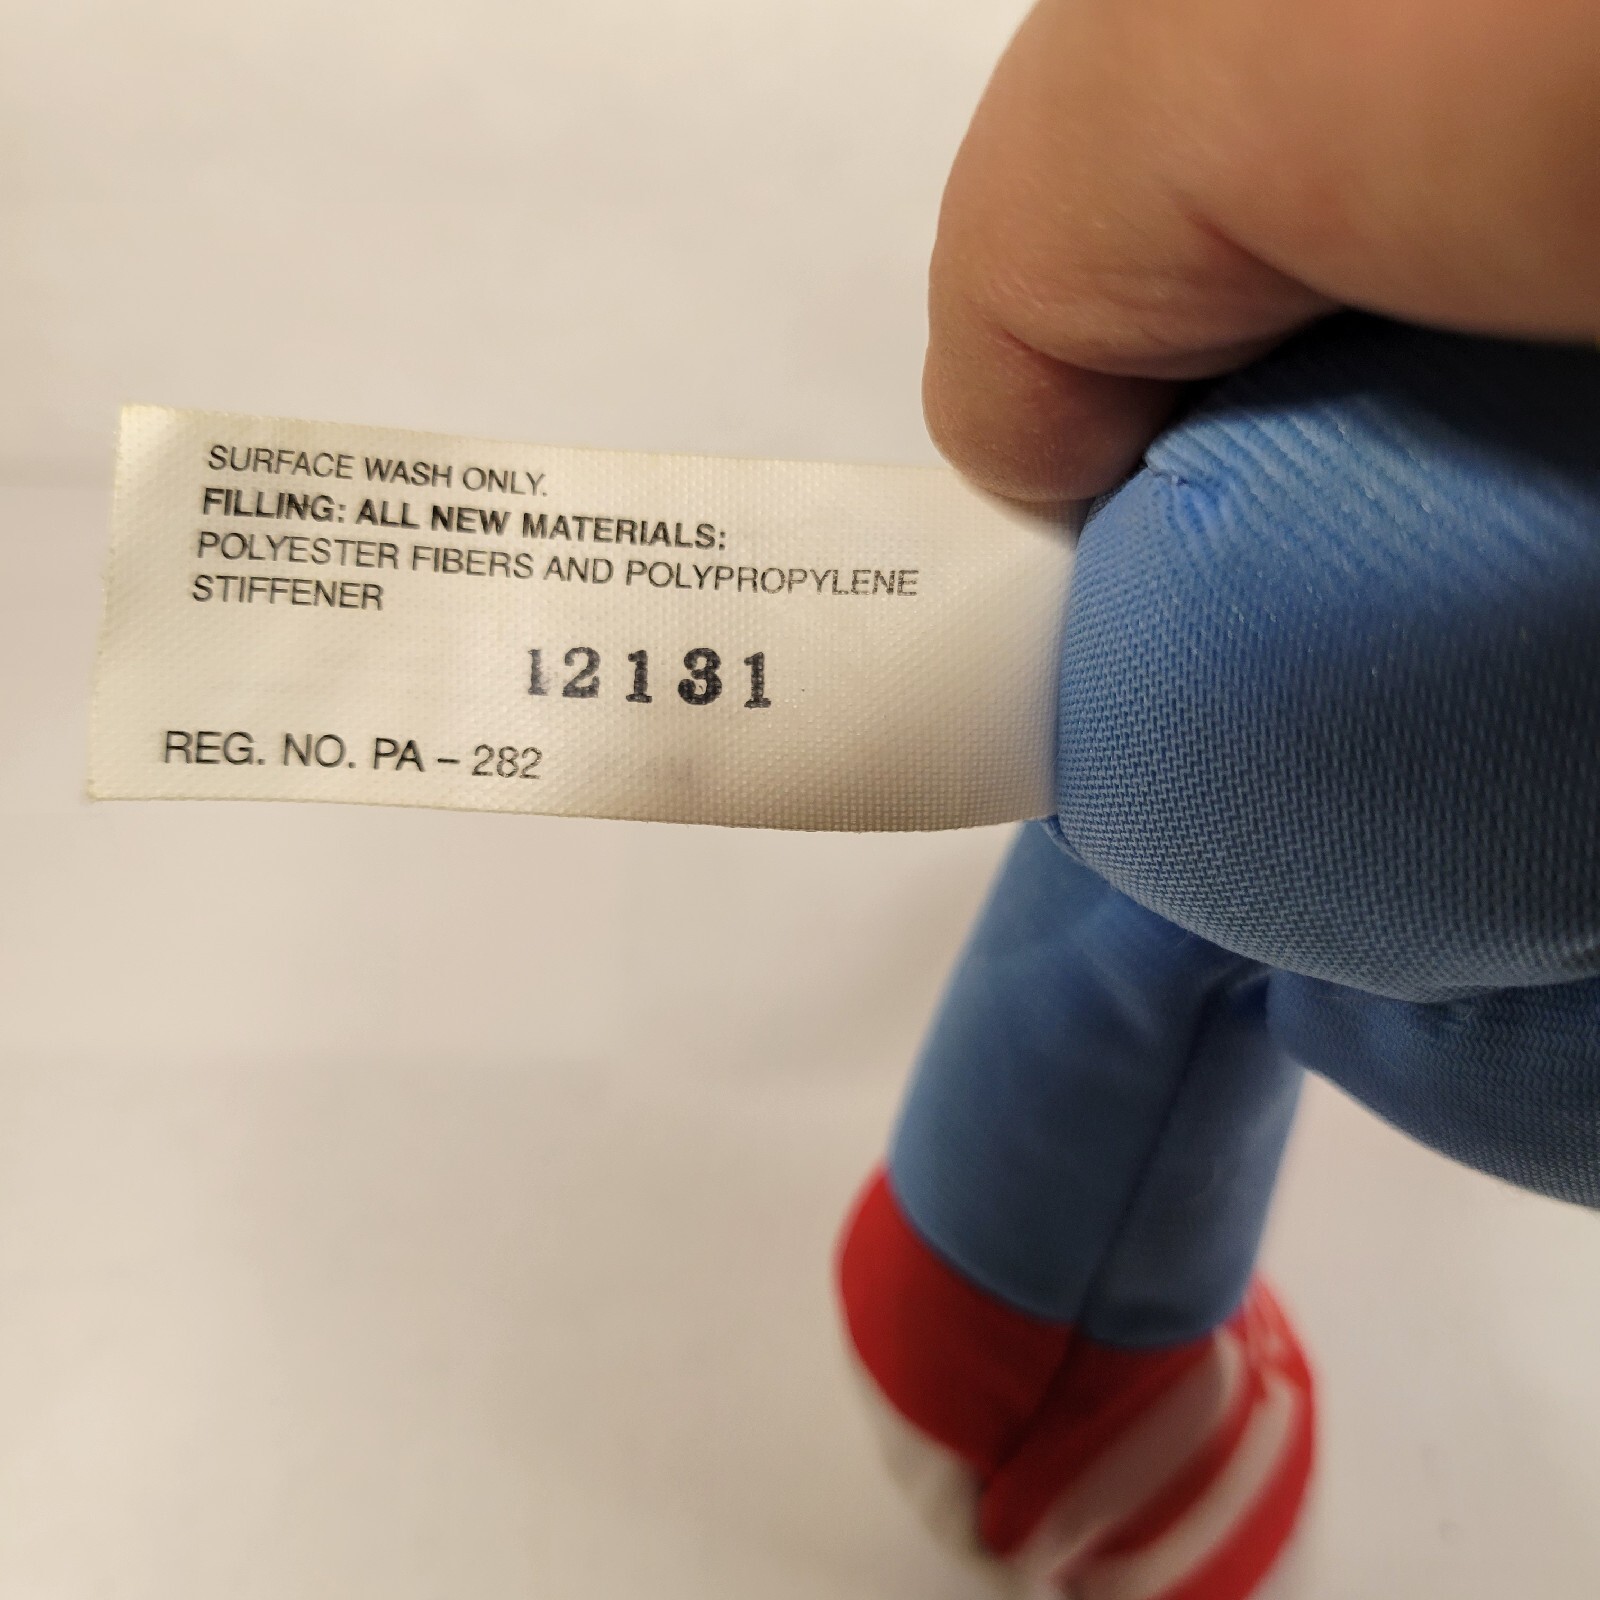 SURFACE WASH ONLY.
FILLING: ALL NEW MATERIALS:
POLYESTER FIBERS AND POLYPROPYLENE
STIFFENER
12131
REG. NO. PA – 282